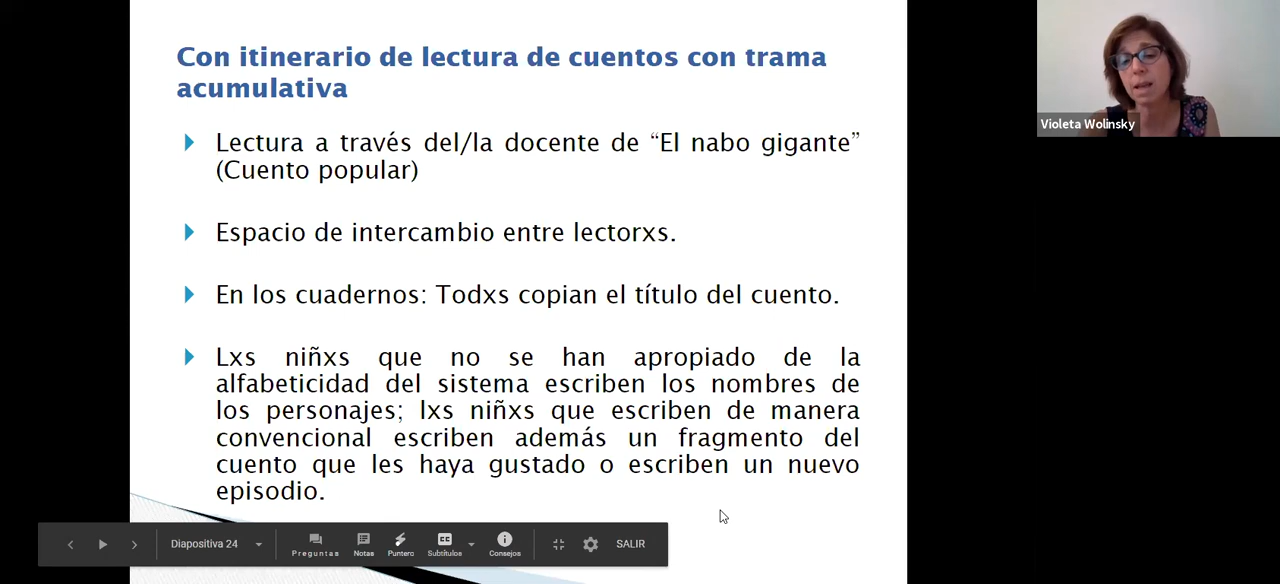 Con itinerario de lectura de cuentos con trama
acumulativa
Lectura a través del/la docente de “El nabo gigante”
(Cuento popular)
Espacio de intercambio entre lectorxs.
En los cuadernos: Todxs copian el título del cuento.
Lxs niñxs que no se han apropiado de la
alfabeticidad del sistema escriben los nombres de
los personajes; lxs niñxs que escriben de manera
convencional escriben además un fragmento del
cuento que les haya gustado o escriben un nuevo
episodio.
Violeta Wolinsky
Diapositiva 24
Preguntas
Notas
Puntero
CC
Subtítulos
Consejos
SALIR